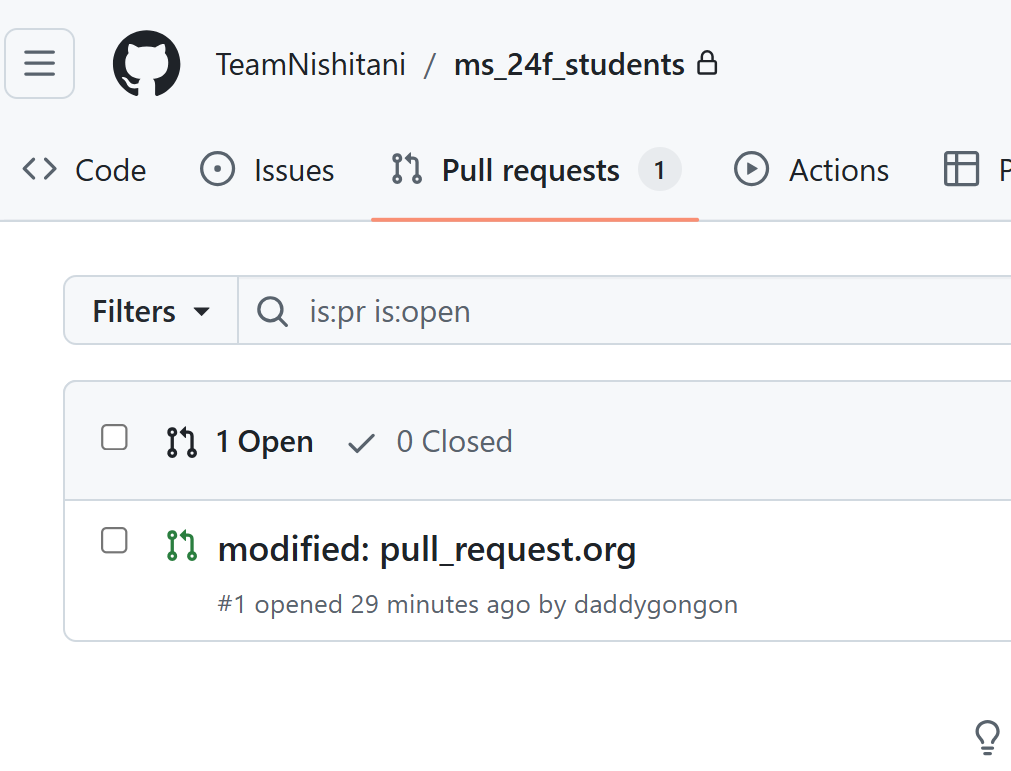 TeamNishitani / ms_24f_students
Code Issues Pull requests 1 Actions P
Filters is:pr is:open
1 Open 0 Closed
modified: pull_request.org
#1 opened 29 minutes ago by daddygongon